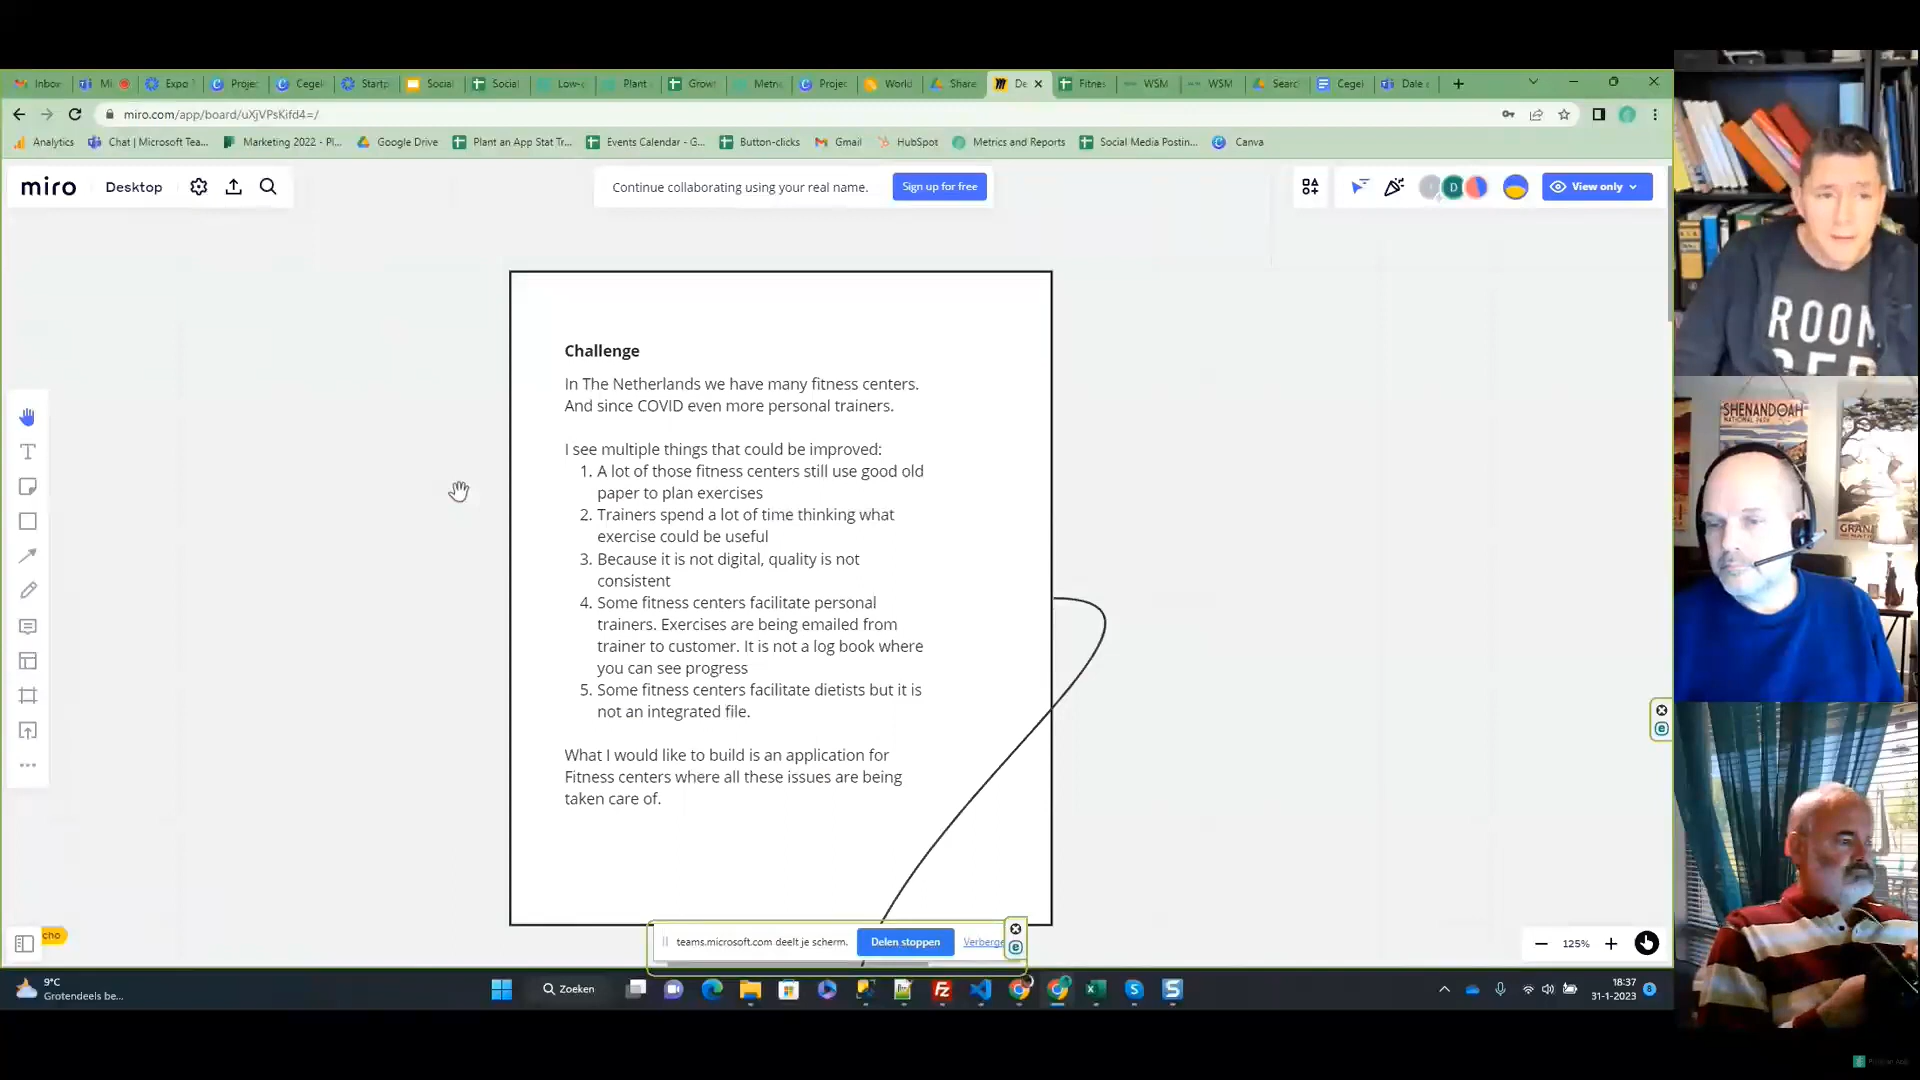 Inbox
Mi
Expo
Projec
Cegel
Startp
Social
Social
Low-c
Plant
Growt
Metric
Projec
World
Share
De
Fitnes
WSM
WSM
Searc
Cegel
Dale
miro.com/app/board/uXjVPsKifd4=/
Analytics
Chat | Microsoft Tea...
Marketing 2022 - Pl...
Google Drive
Plant an App Stat Tr...
Events Calendar - G...
Button-clicks
Gmail
HubSpot
Metrics and Reports
Social Media Postin...
Canva
miro
Desktop
Continue collaborating using your real name.
Sign up for free
D
View only
Challenge
In The Netherlands we have many fitness centers.
And since COVID even more personal trainers.
I see multiple things that could be improved:
1. A lot of those fitness centers still use good old
paper to plan exercises
2. Trainers spend a lot of time thinking what
exercise could be useful
3. Because it is not digital, quality is not
consistent
4. Some fitness centers facilitate personal
trainers. Exercises are being emailed from
trainer to customer. It is not a log book where
you can see progress
5. Some fitness centers facilitate dietists but it is
not an integrated file.
What I would like to build is an application for
Fitness centers where all these issues are being
taken care of.
cho
teams.microsoft.com deelt je scherm.
Delen stoppen
Verberge
125%
9°C
Grotendeels be...
Zoeken
18:37
31-1-2023
8
ROOM
SHENANDOAH
NATIONAL PARK
GRAN